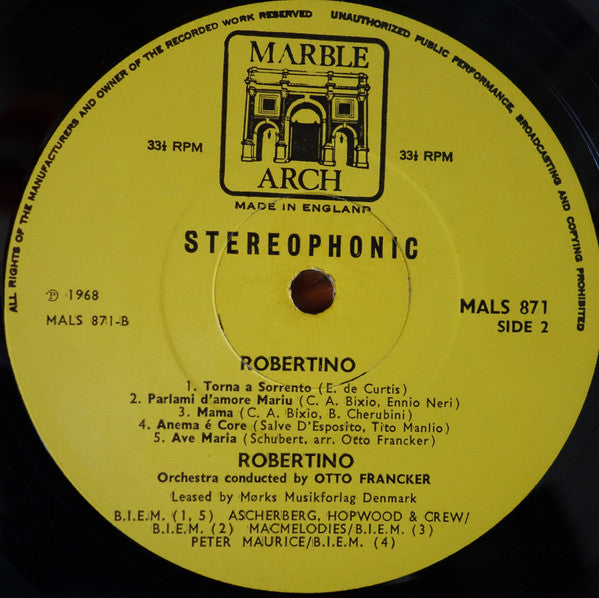 ALL RIGHTS OF THE MANUFACTURERS AND OWNER OF THE RECORDED WORK RESERVED UNAUTHORIZED PUBLIC PERFORMANCE, BROADCASTING AND COPYING PROHIBITED
MARBLE
ARCH
33⅓ RPM
33⅓ RPM
MADE IN ENGLAND
STEREOPHONIC
℗ 1968
MALS 871-B
MALS 871
SIDE 2
ROBERTINO
1. Torna a Sorrento (E. de Curtis)
2. Parlami d'amore Mariu (C. A. Bixio, Ennio Neri)
3. Mama (C. A. Bixio, B. Cherubini)
4. Anema é Core (Salve D'Esposito, Tito Manlio)
5. Ave Maria (Schubert, arr. Otto Francker)
ROBERTINO
Orchestra conducted by OTTO FRANCKER
Leased by Mørks Musikforlag Denmark
B.I.E.M. (1, 5) ASCHERBERG, HOPWOOD & CREW/
B.I.E.M. (2) MACMELODIES/B.I.E.M. (3)
PETER MAURICE/B.I.E.M. (4)